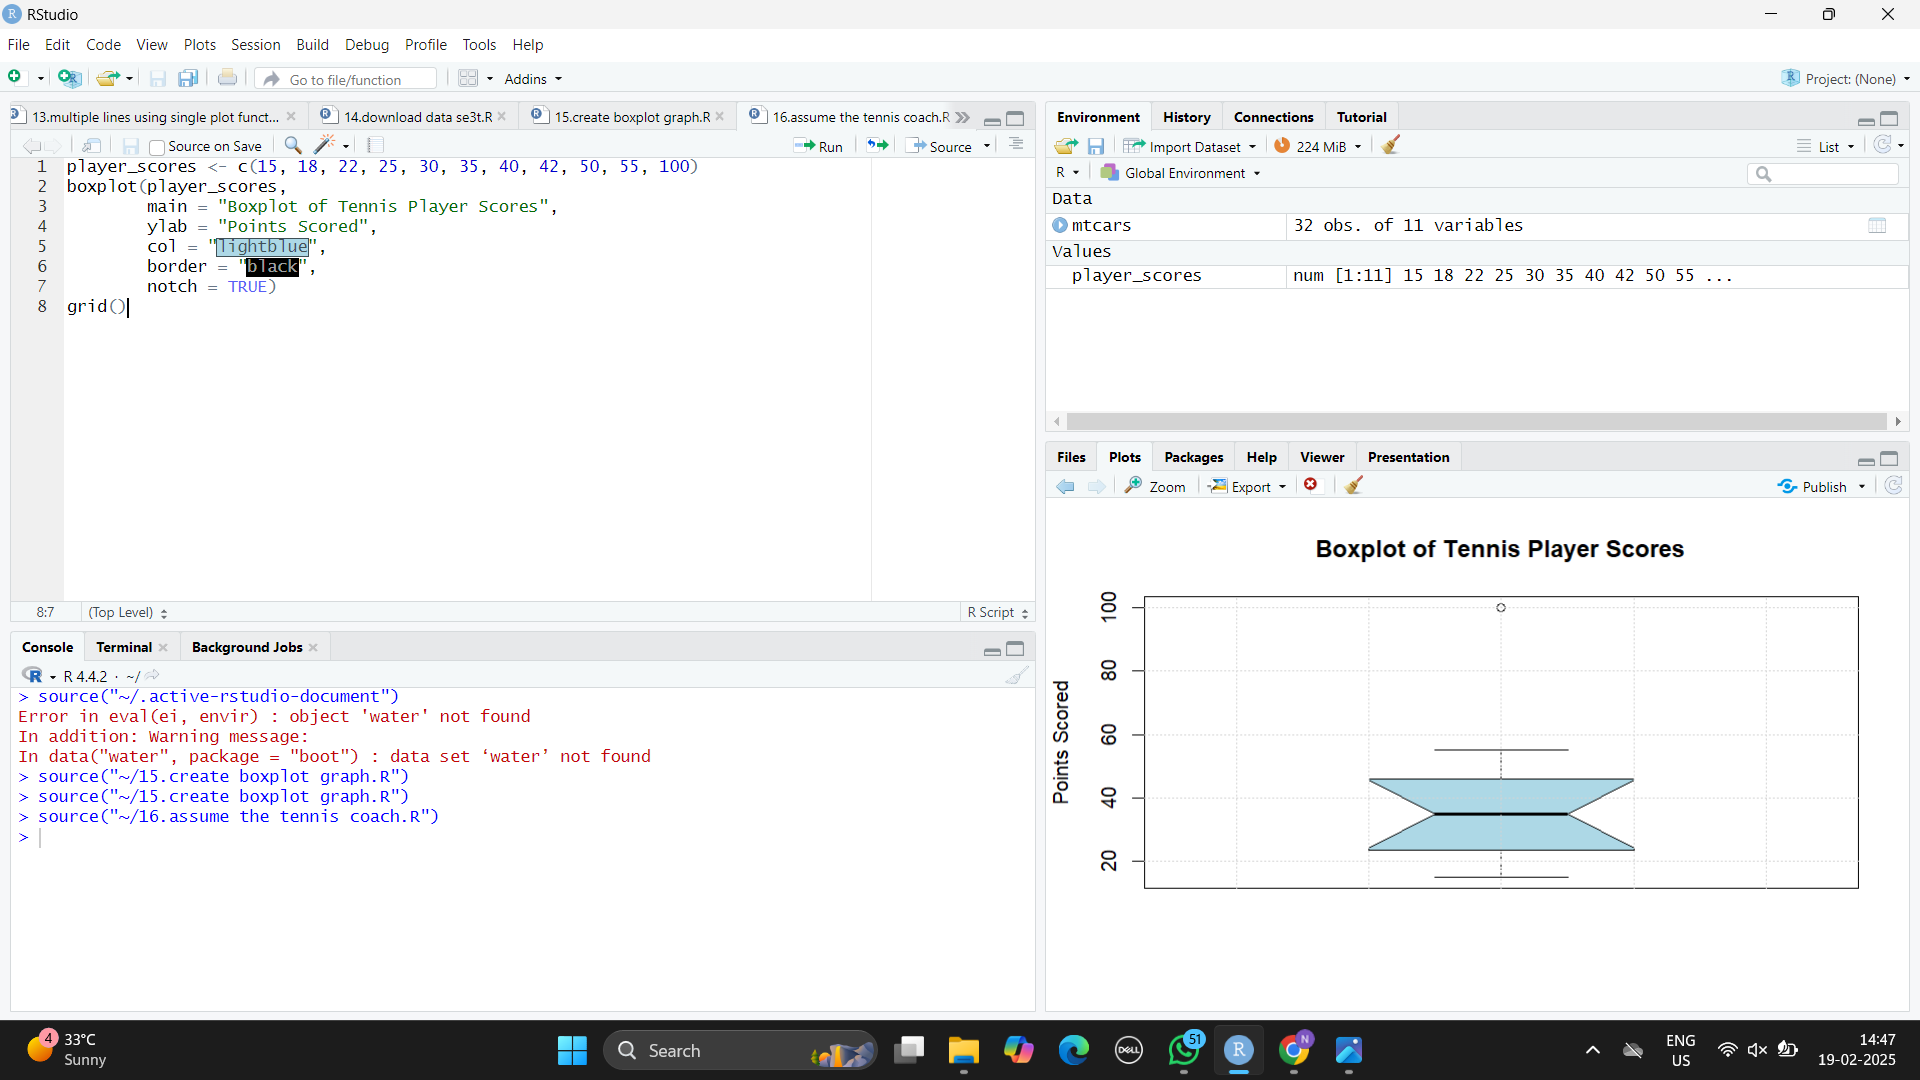 RStudio
File Edit Code View Plots Session Build Debug Profile Tools Help
Go to file/function Addins Project: (None)
13.multiple lines using single plot funct... 14.download data se3t.R 15.create boxplot graph.R 16.assume the tennis coach.R
Source on Save Run Source
1 player_scores <- c(15, 18, 22, 25, 30, 35, 40, 42, 50, 55, 100)
2 boxplot(player_scores,
3 main = "Boxplot of Tennis Player Scores",
4 ylab = "Points Scored",
5 col = "lightblue",
6 border = "black",
7 notch = TRUE)
8 grid()
8:7 (Top Level) R Script
Console Terminal Background Jobs
R 4.4.2 · ~/
> source("~/.active-rstudio-document")
Error in eval(ei, envir) : object 'water' not found
In addition: Warning message:
In data("water", package = "boot") : data set ‘water’ not found
> source("~/15.create boxplot graph.R")
> source("~/15.create boxplot graph.R")
> source("~/16.assume the tennis coach.R")
>
Environment History Connections Tutorial
Import Dataset 224 MiB List
R Global Environment
Data
mtcars 32 obs. of 11 variables
Values
player_scores num [1:11] 15 18 22 25 30 35 40 42 50 55 ...
Files Plots Packages Help Viewer Presentation
Zoom Export Publish
Boxplot of Tennis Player Scores
Points Scored
100
80
60
40
20
4 33°C
Sunny
Search
DELL
51
R
N
ENG
US
14:47
19-02-2025